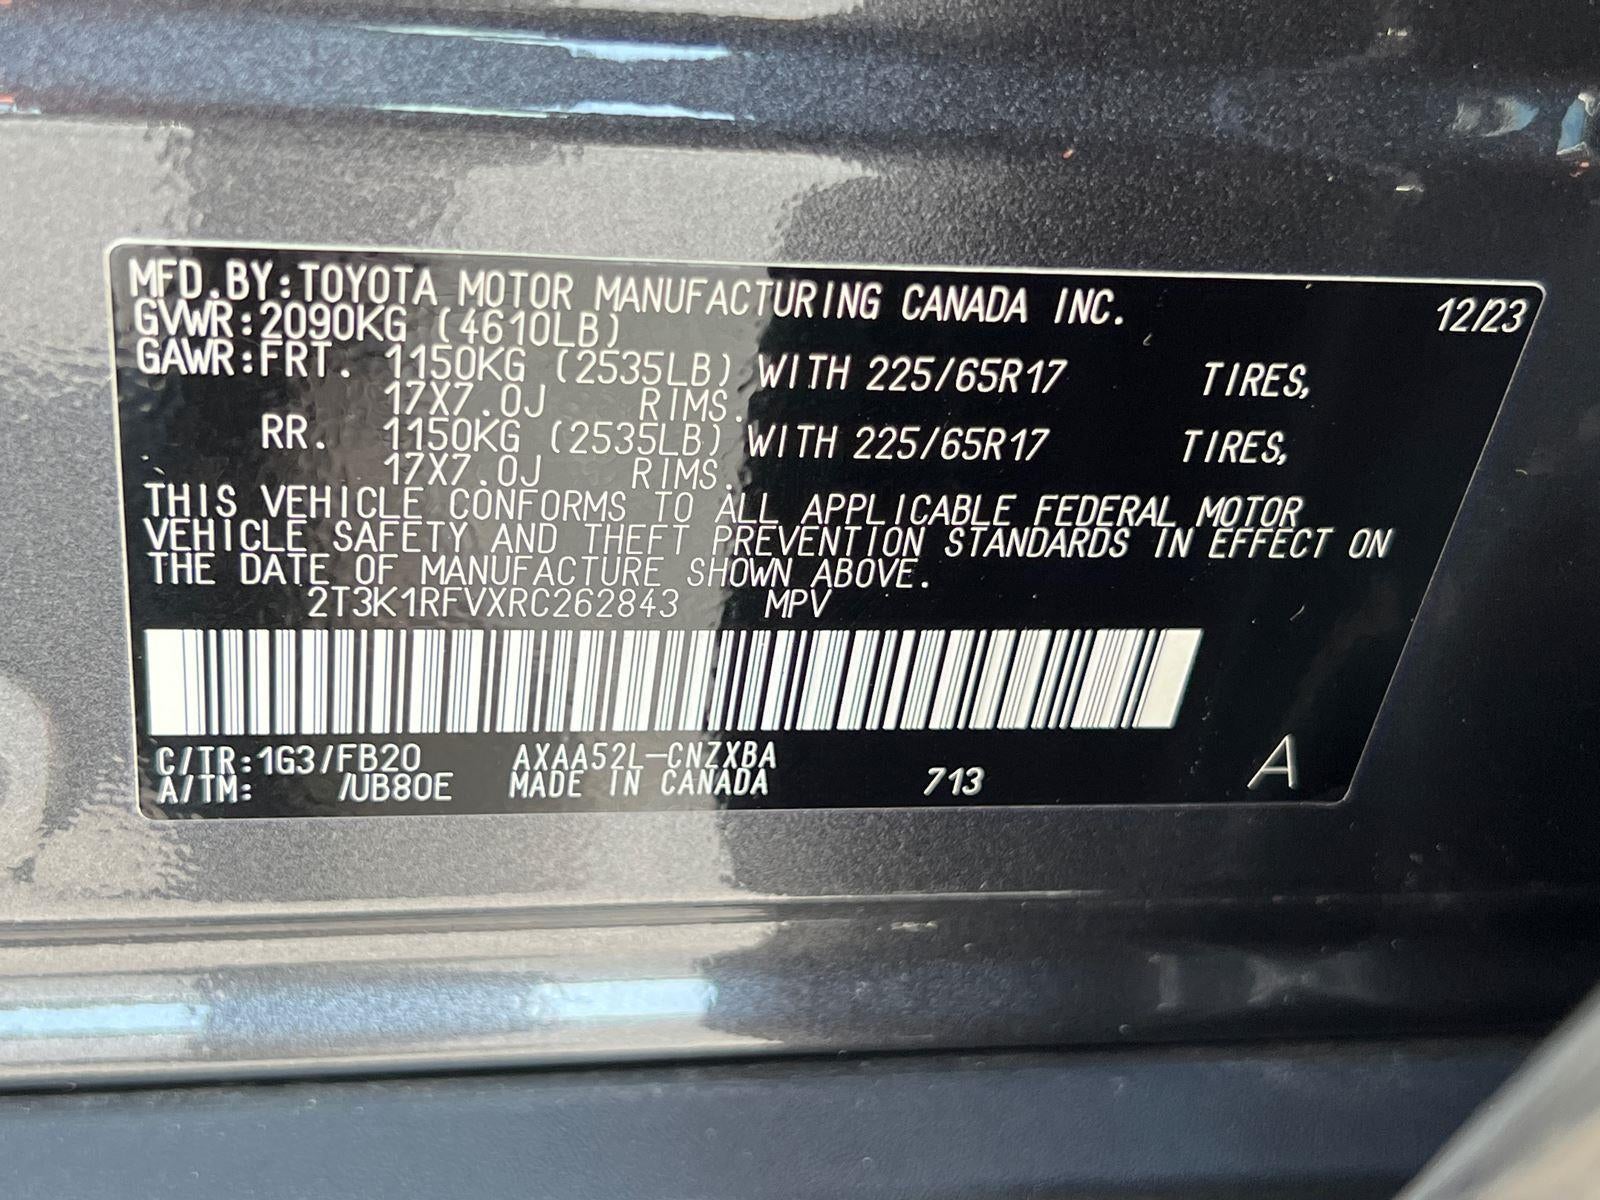 MFD.BY:TOYOTA MOTOR MANUFACTURING CANADA INC. 12/23
GVWR:2090KG (4610LB)
GAWR:FRT. 1150KG (2535LB) WITH 225/65R17 TIRES,
17X7.0J RIMS.
RR. 1150KG (2535LB) WITH 225/65R17 TIRES,
17X7.0J RIMS.
THIS VEHICLE CONFORMS TO ALL APPLICABLE FEDERAL MOTOR
VEHICLE SAFETY AND THEFT PREVENTION STANDARDS IN EFFECT ON
THE DATE OF MANUFACTURE SHOWN ABOVE.
2T3K1RFVXRC262843 MPV
C/TR:1G3/FB20 AXAA52L-CNZXBA
A/TM: /UB80E MADE IN CANADA 713 A